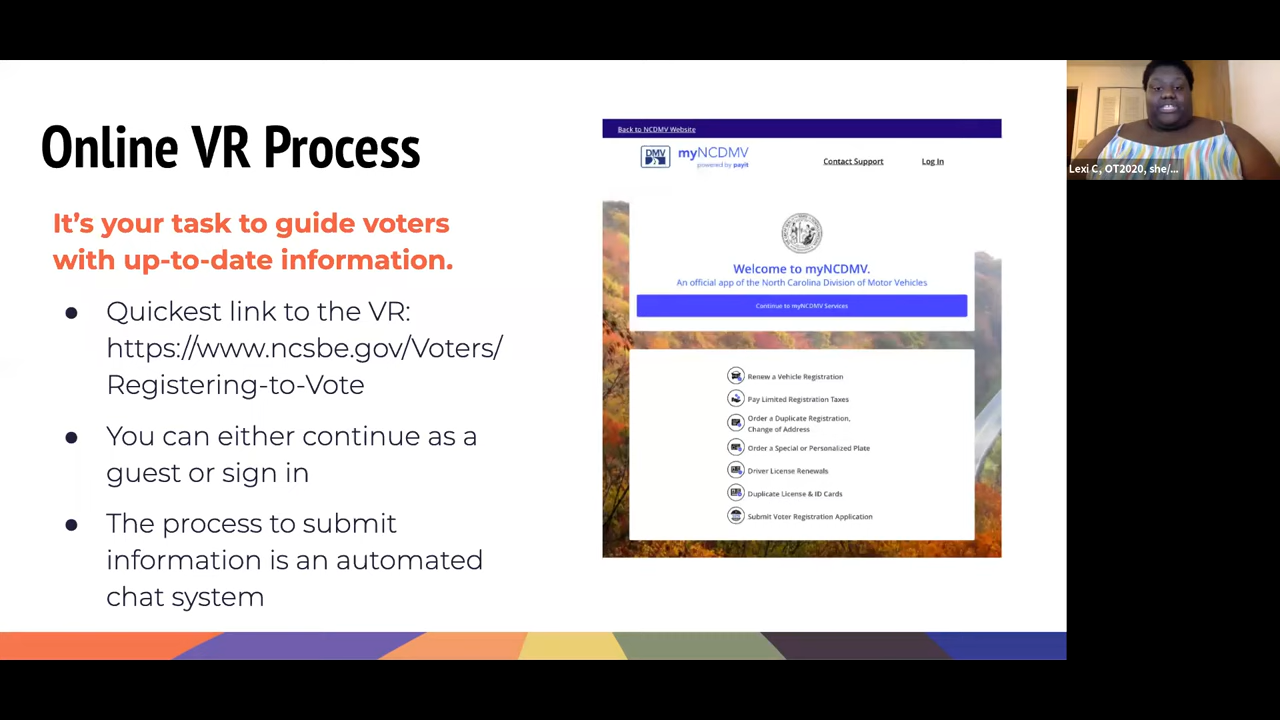 Online VR Process
It's your task to guide voters
with up-to-date information.
● Quickest link to the VR:
https://www.ncsbe.gov/Voters/
Registering-to-Vote
● You can either continue as a
guest or sign in
● The process to submit
information is an automated
chat system
Back to NCDMV Website
DMV
myNCDMV
powered by payit
Contact Support
Log In
Welcome to myNCDMV.
An official app of the North Carolina Division of Motor Vehicles
Continue to myNCDMV Services
Renew a Vehicle Registration
Pay Limited Registration Taxes
Order a Duplicate Registration,
Change of Address
Order a Special or Personalized Plate
Driver License Renewals
Duplicate License & ID Cards
Submit Voter Registration Application
Lexi C, OT2020, she/...